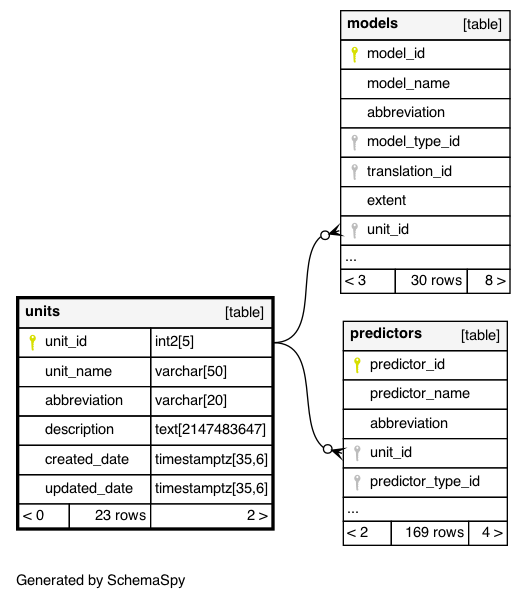 models [table]
model_id
model_name
abbreviation
model_type_id
translation_id
extent
unit_id
...
< 3 30 rows 8 >
units [table]
unit_id int2[5]
unit_name varchar[50]
abbreviation varchar[20]
description text[2147483647]
created_date timestamptz[35,6]
updated_date timestamptz[35,6]
< 0 23 rows 2 >
predictors [table]
predictor_id
predictor_name
abbreviation
unit_id
predictor_type_id
...
< 2 169 rows 4 >
Generated by SchemaSpy